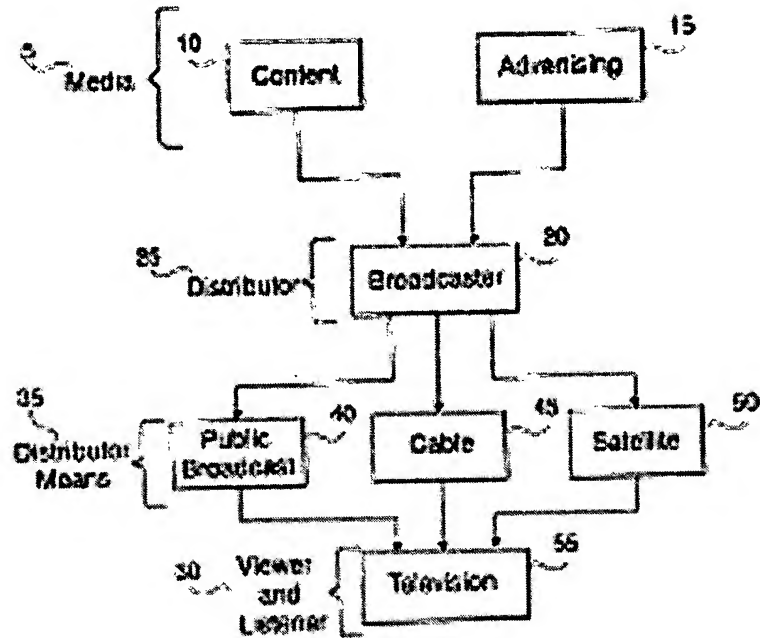 5
Media
10
Content
15
Advertising
25
Distributor
20
Broadcaster
35
Distributor
Means
40
Public
Broadcast
45
Cable
50
Satellite
30
Viewer
and
Listener
55
Television